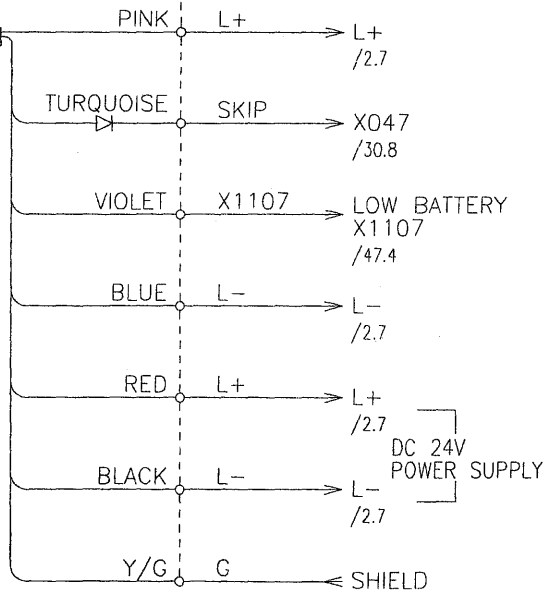 PINK L+ L+
/2.7
TURQUOISE SKIP X047
/30.8
VIOLET X1107 LOW BATTERY
X1107
/47.4
BLUE L- L-
/2.7
RED L+ L+
/2.7
DC 24V
POWER SUPPLY
BLACK L- L-
/2.7
Y/G G SHIELD